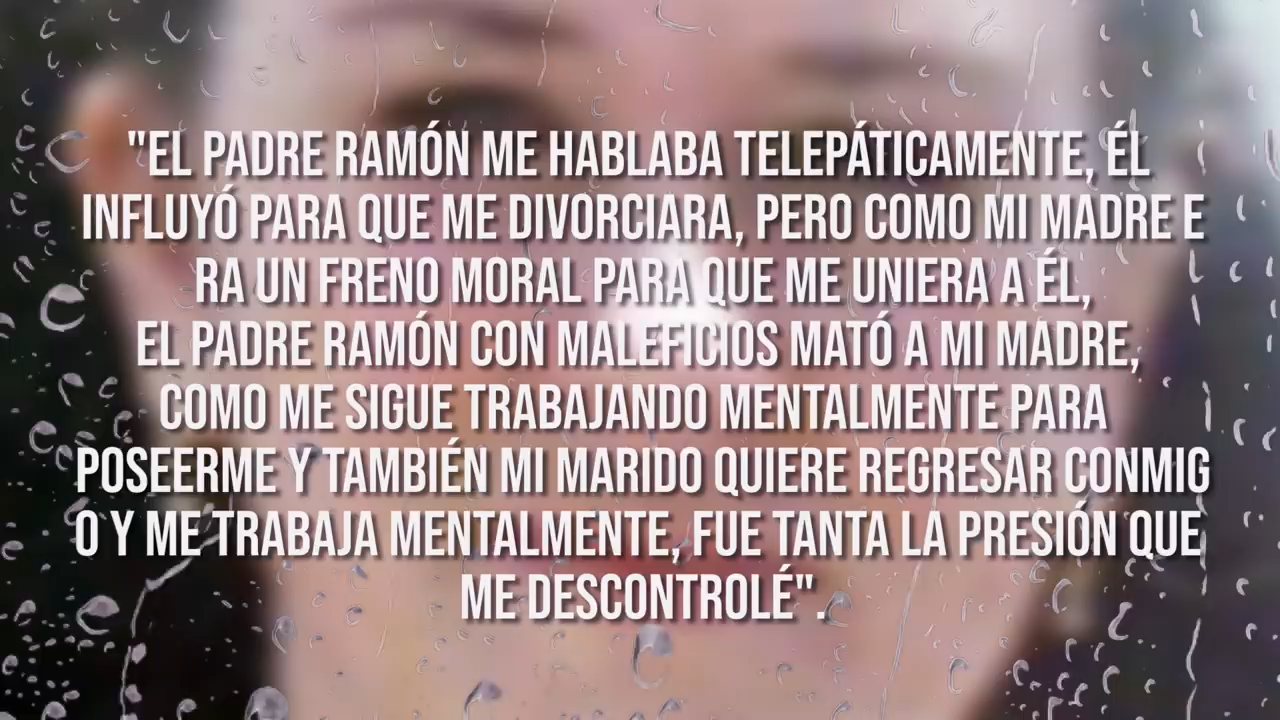 "EL PADRE RAMÓN ME HABLABA TELEPÁTICAMENTE, ÉL
INFLUYÓ PARA QUE ME DIVORCIARA, PERO COMO MI MADRE E
RA UN FRENO MORAL PARA QUE ME UNIERA A ÉL,
EL PADRE RAMÓN CON MALEFICIOS MATÓ A MI MADRE,
COMO ME SIGUE TRABAJANDO MENTALMENTE PARA
POSEERME Y TAMBIÉN MI MARIDO QUIERE REGRESAR CONMIG
O Y ME TRABAJA MENTALMENTE, FUE TANTA LA PRESIÓN QUE
ME DESCONTROLÉ".